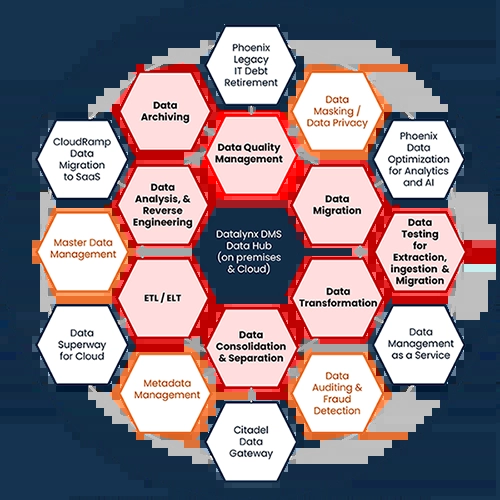 Phoenix
Legacy
IT Debt
Retirement
Data
Archiving
Data
Masking /
Data Privacy
CloudRamp
Data
Migration
to SaaS
Data Quality
Management
Phoenix
Data
Optimization
for Analytics
and AI
Data
Analysis, &
Reverse
Engineering
Data
Migration
Master Data
Management
Datalynx DMS
Data Hub
(on premises
& Cloud)
Data
Testing
for
Extraction,
ingestion &
Migration
ETL / ELT
Data
Transformation
Data
Superway
for Cloud
Data
Consolidation
& Separation
Data
Management
as a Service
Metadata
Management
Data
Auditing &
Fraud
Detection
Citadel
Data
Gateway